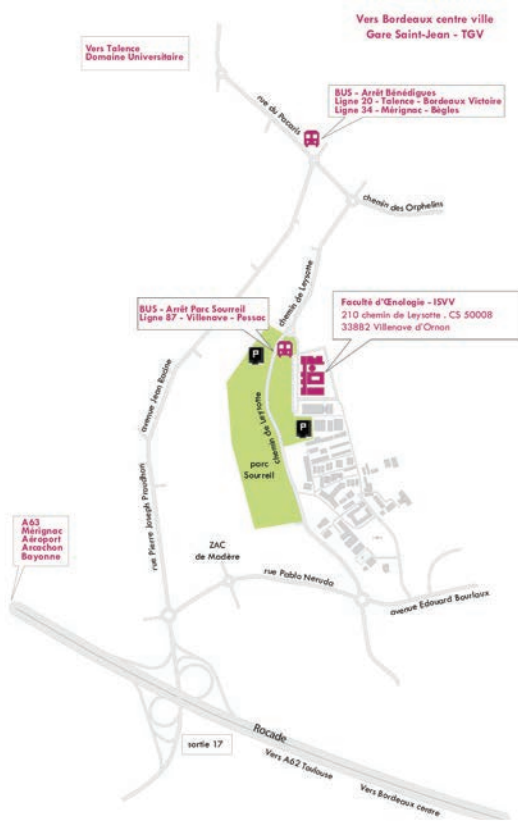 Vers Bordeaux centre ville
Gare Saint-Jean - TGV
Vers Talence
Domaine Universitaire
BUS - Arrêt Bénédigues
Ligne 20 - Talence - Bordeaux Victoire
Ligne 34 - Mérignac - Bègles
rue du Pacaris
chemin des Orphelins
chemin de Leysotte
BUS - Arrêt Parc Sourreil
Ligne 87 - Villenave - Pessac
Faculté d'Œnologie - ISVV
210 chemin de Leysotte . CS 50008
33882 Villenave d'Ornon
P
avenue Jean Racine
chemin de Leysotte
P
parc
Sourreil
rue Pierre Joseph Proudhon
A63
Mérignac
Aéroport
Arcachon
Bayonne
ZAC
de Madère
rue Pablo Neruda
avenue Edouard Bourlaux
Rocade
sortie 17
Vers A62 Toulouse
Vers Bordeaux centre